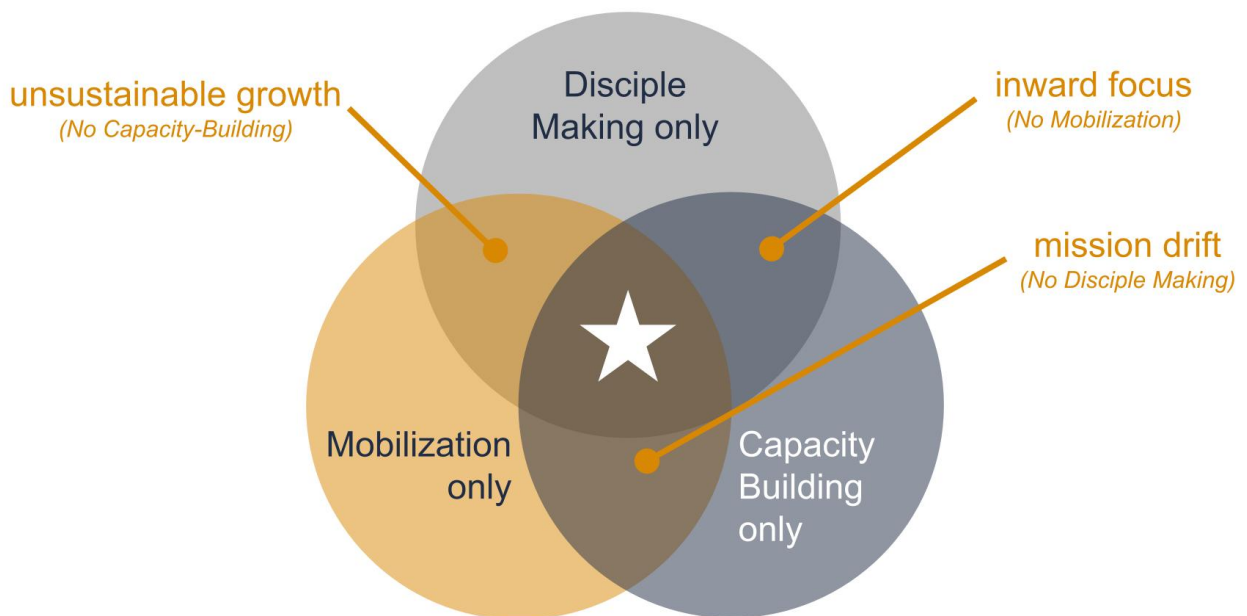 unsustainable growth
(No Capacity-Building)
Disciple
Making only
inward focus
(No Mobilization)
mission drift
(No Disciple Making)
Mobilization
only
Capacity
Building
only